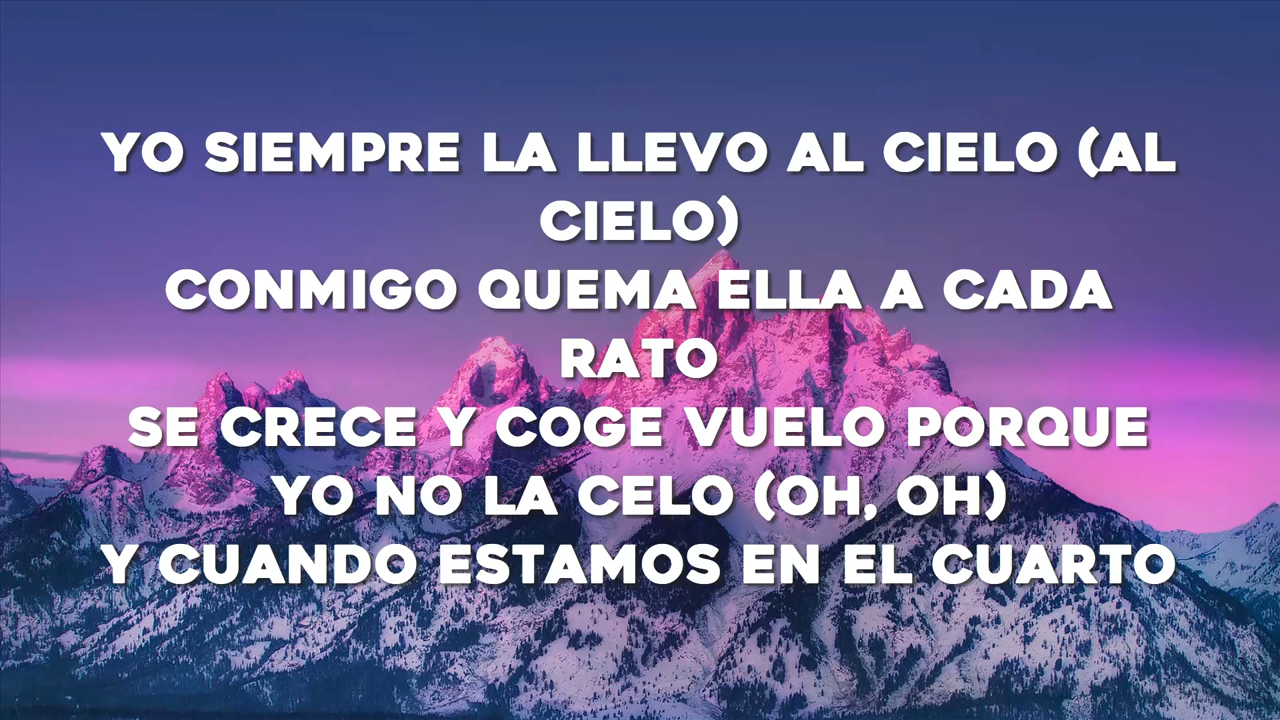 YO SIEMPRE LA LLEVO AL CIELO (AL
CIELO)
CONMIGO QUEMA ELLA A CADA
RATO
SE CRECE Y COGE VUELO PORQUE
YO NO LA CELO (OH, OH)
Y CUANDO ESTAMOS EN EL CUARTO